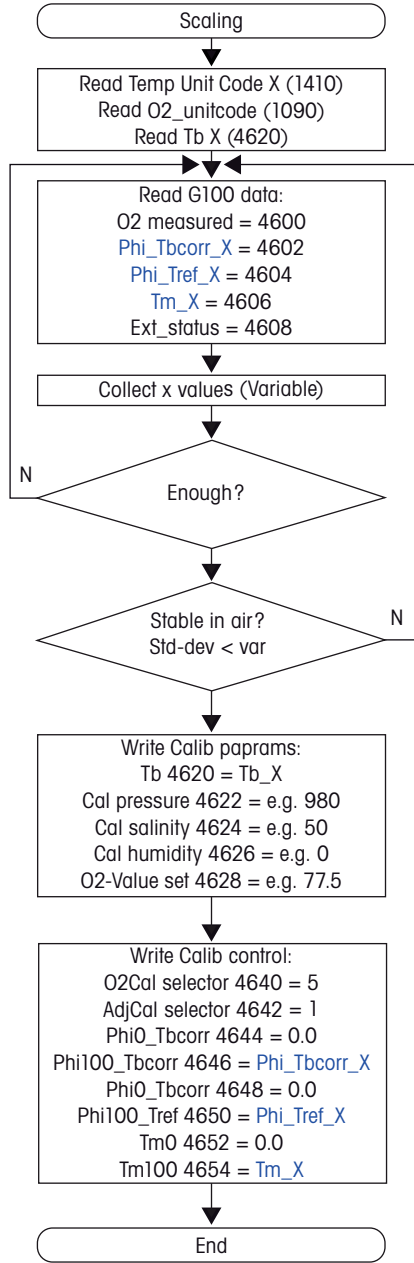 Scaling
Read Temp Unit Code X (1410)
Read O2_unitcode (1090)
Read Tb X (4620)
Read G100 data:
O2 measured = 4600
Phi_Tbcorr_X = 4602
Phi_Tref_X = 4604
Tm_X = 4606
Ext_status = 4608
Collect x values (Variable)
N
Enough?
Stable in air?
N
Std-dev < var
Write Calib paprams:
Tb 4620 = Tb_X
Cal pressure 4622 = e.g. 980
Cal salinity 4624 = e.g. 50
Cal humidity 4626 = e.g. 0
O2-Value set 4628 = e.g. 77.5
Write Calib control:
O2Cal selector 4640 = 5
AdjCal selector 4642 = 1
Phi0_Tbcorr 4644 = 0.0
Phi100_Tbcorr 4646 = Phi_Tbcorr_X
Phi0_Tbcorr 4648 = 0.0
Phi100_Tref 4650 = Phi_Tref_X
Tm0 4652 = 0.0
Tm100 4654 = Tm_X
End